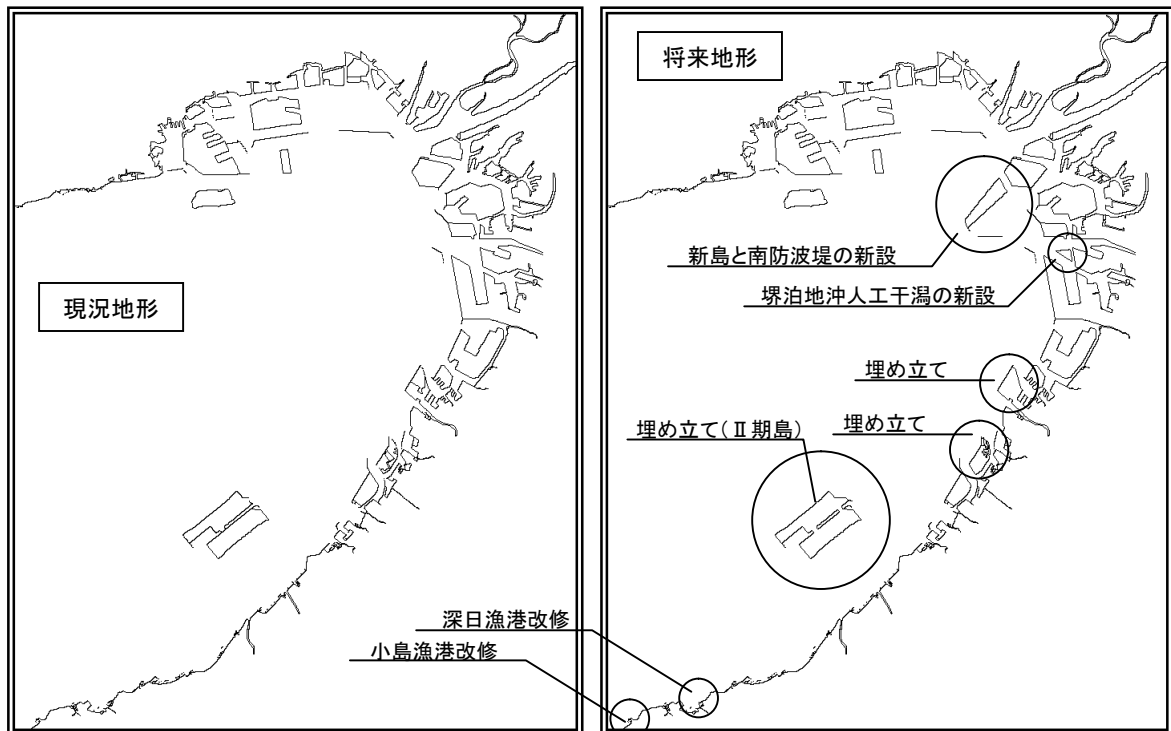 現況地形
将来地形
新島と南防波堤の新設
堺泊地沖人工干潟の新設
埋め立て
埋め立て
埋め立て(Ⅱ期島)
深日漁港改修
小島漁港改修